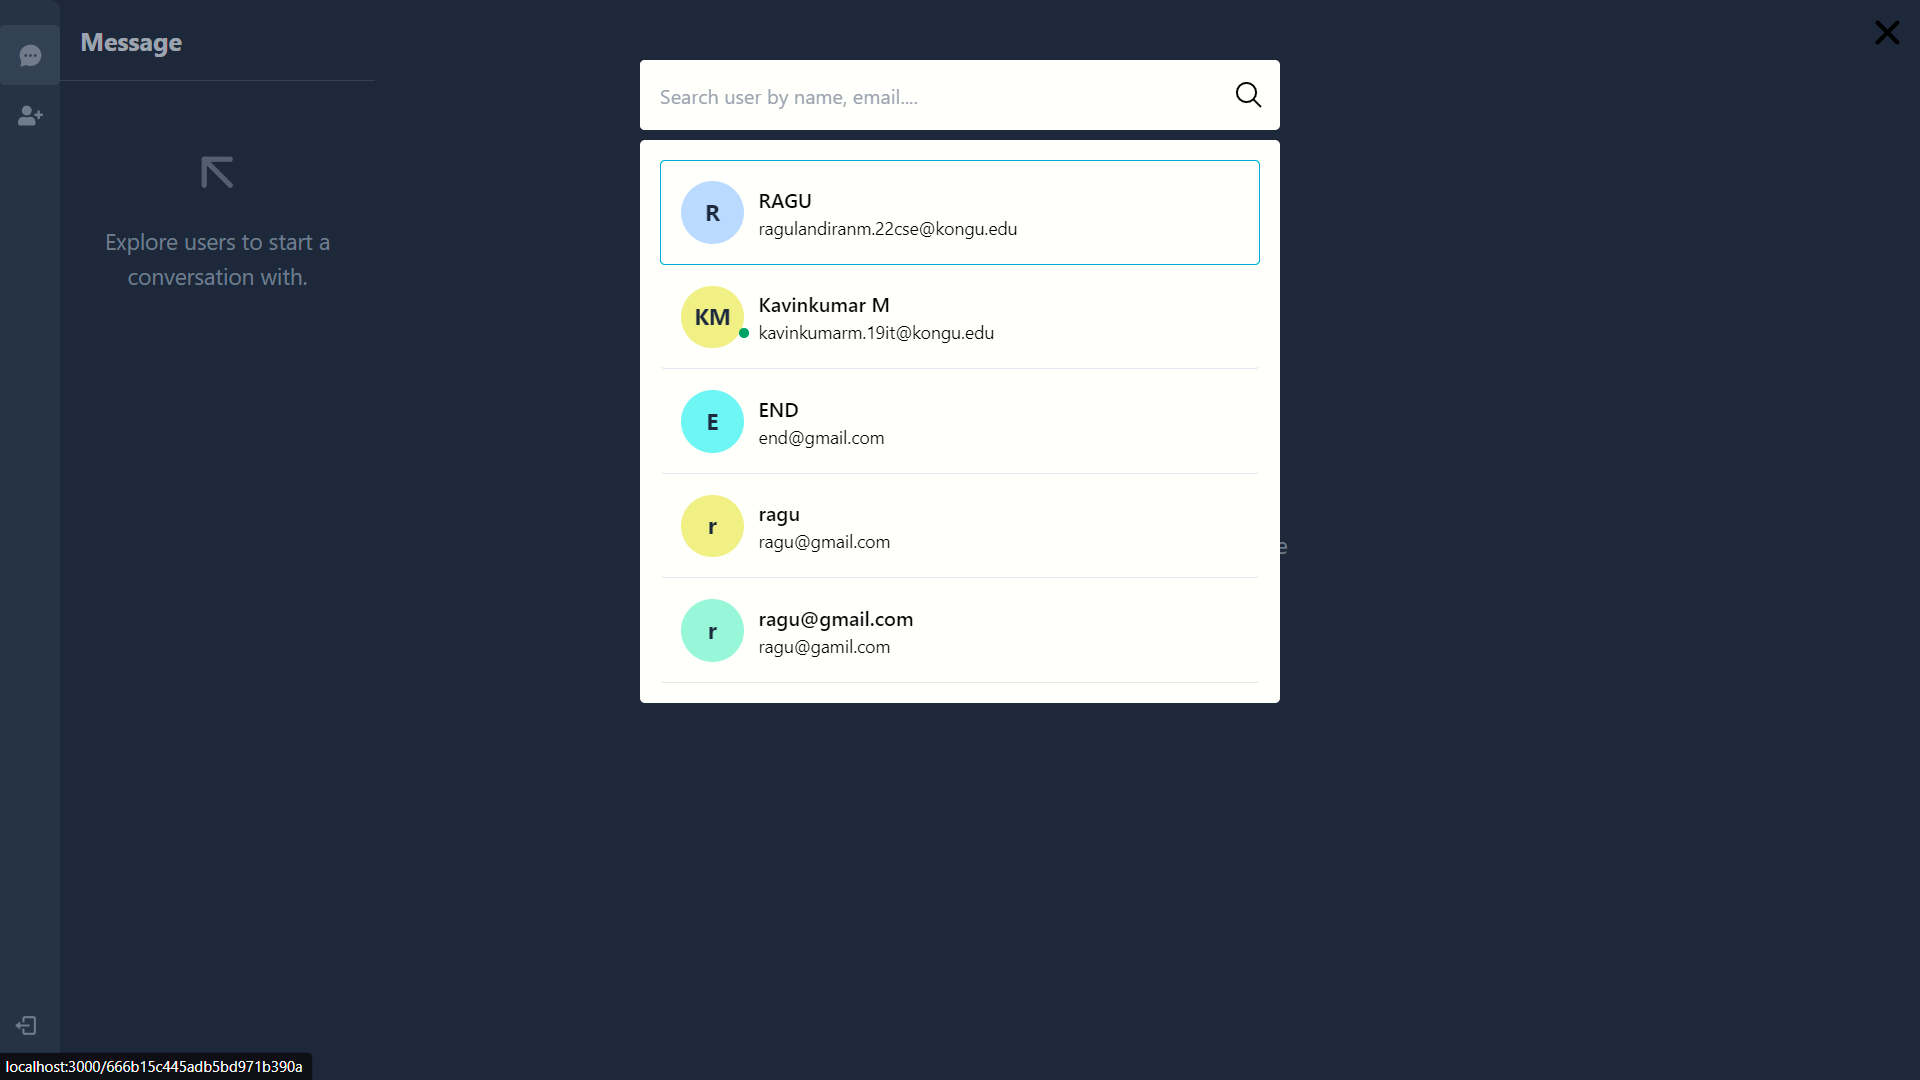 Message
Explore users to start a
conversation with.
Search user by name, email....
R
RAGU
ragulandiranm.22cse@kongu.edu
KM
Kavinkumar M
kavinkumarm.19it@kongu.edu
E
END
end@gmail.com
r
ragu
ragu@gmail.com
r
ragu@gmail.com
ragu@gamil.com
e
localhost:3000/666b15c445adb5bd971b390a